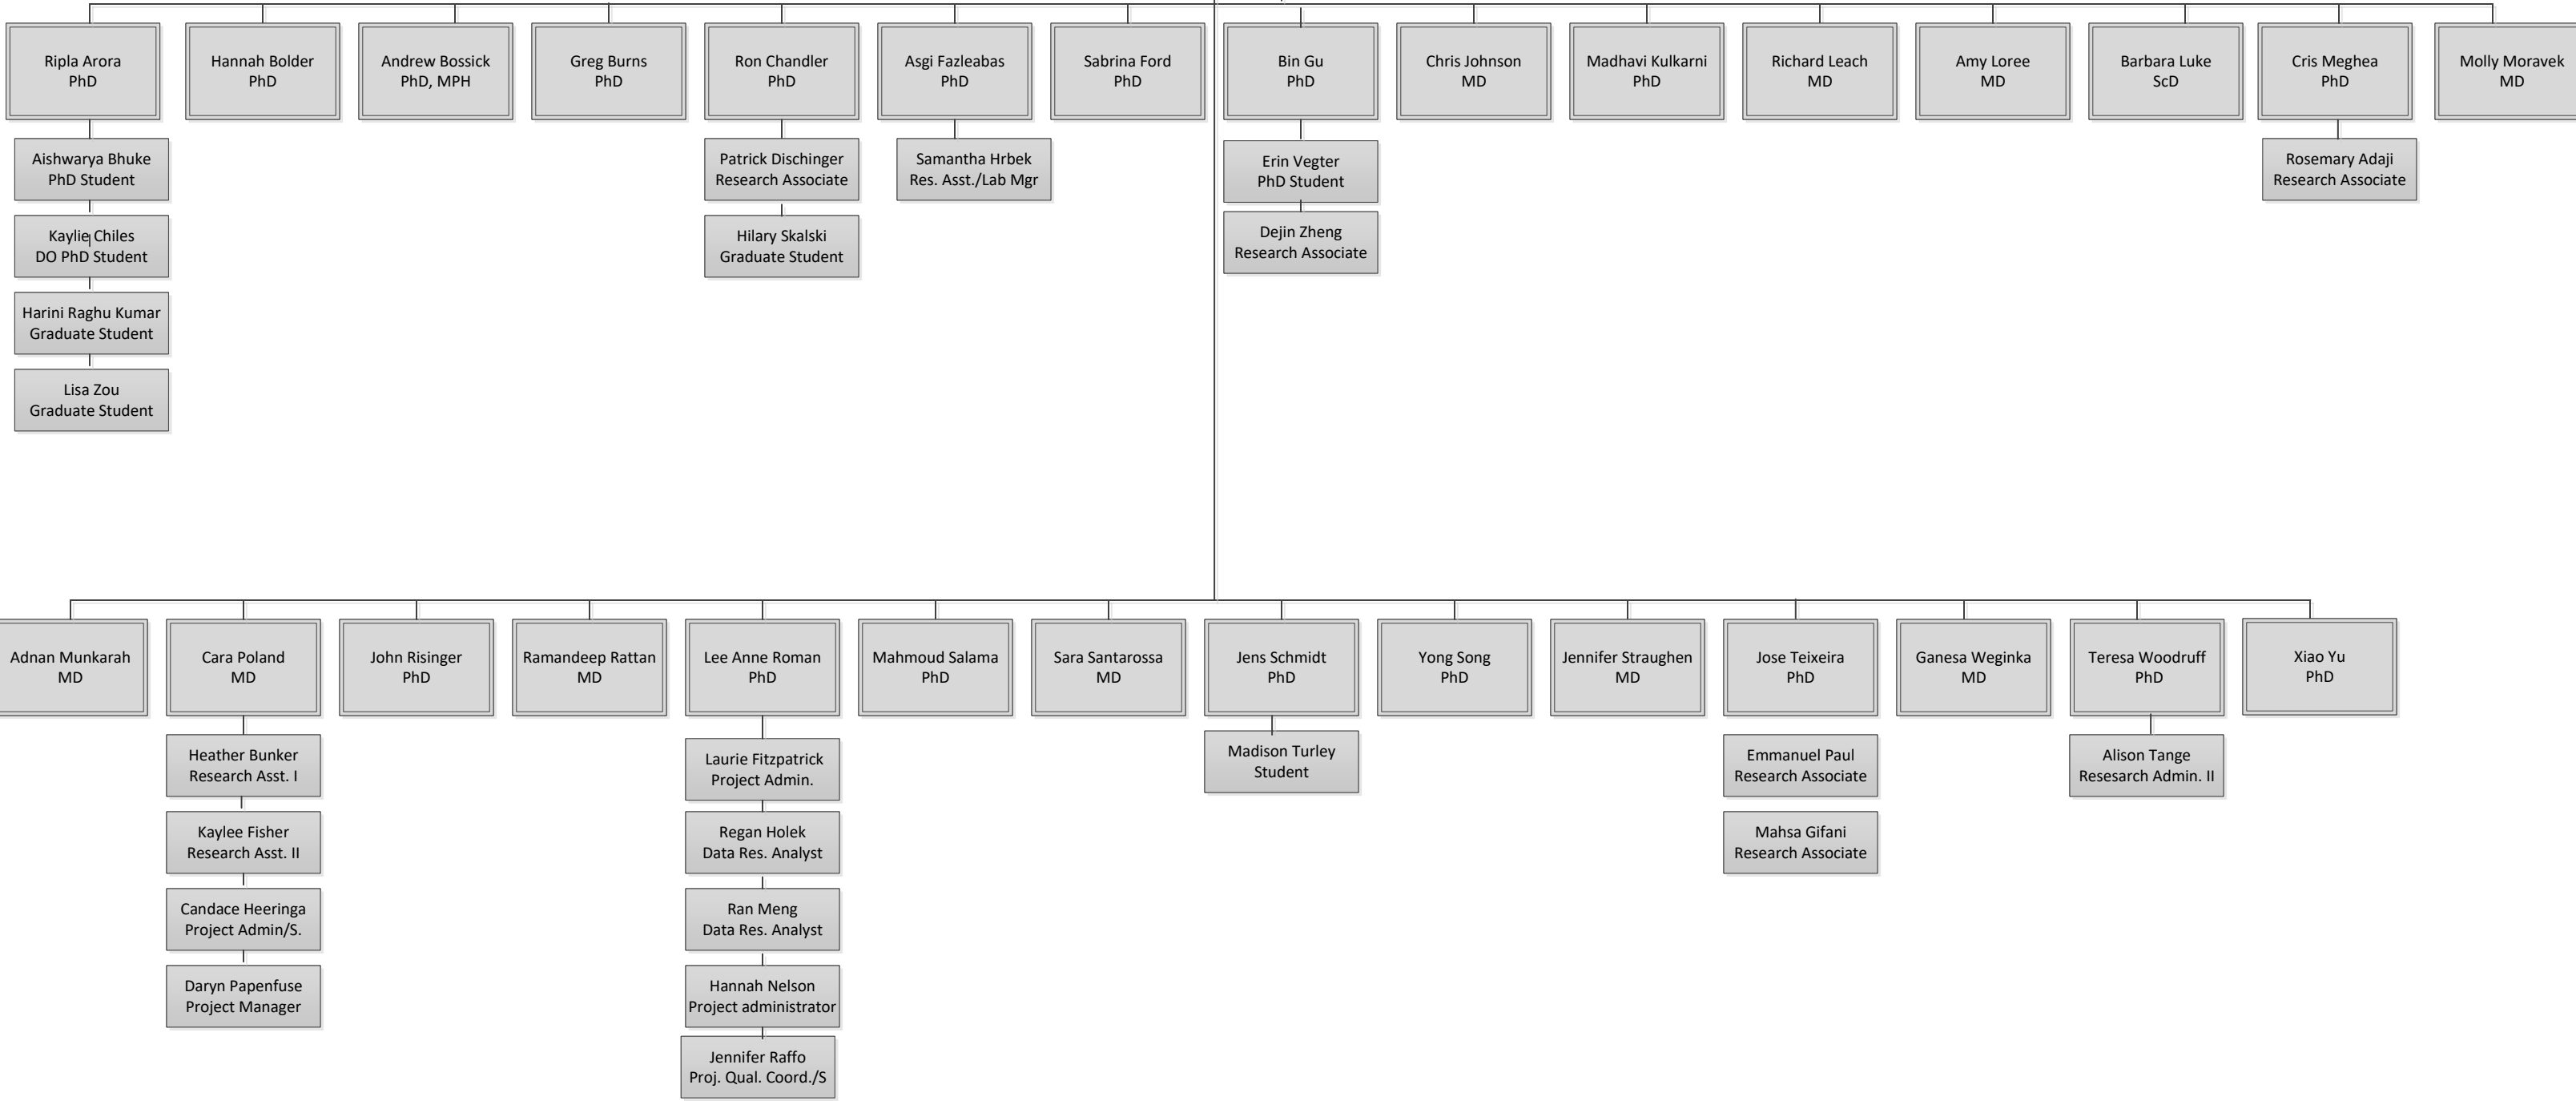 Ripla Arora
PhD
Hannah Bolder
PhD
Andrew Bossick
PhD, MPH
Greg Burns
PhD
Ron Chandler
PhD
Asgi Fazleabas
PhD
Sabrina Ford
PhD
Bin Gu
PhD
Chris Johnson
MD
Madhavi Kulkarni
PhD
Richard Leach
MD
Amy Loree
MD
Barbara Luke
ScD
Cris Meghea
PhD
Molly Moravek
MD
Aishwarya Bhuke
PhD Student
Kaylie Chiles
DO PhD Student
Harini Raghu Kumar
Graduate Student
Lisa Zou
Graduate Student
Patrick Dischinger
Research Associate
Hilary Skalski
Graduate Student
Samantha Hrbek
Res. Asst./Lab Mgr
Erin Vegter
PhD Student
Dejin Zheng
Research Associate
Rosemary Adaji
Research Associate
Adnan Munkarah
MD
Cara Poland
MD
John Risinger
PhD
Ramandeep Rattan
MD
Lee Anne Roman
PhD
Mahmoud Salama
PhD
Sara Santarossa
MD
Jens Schmidt
PhD
Yong Song
PhD
Jennifer Straughen
MD
Jose Teixeira
PhD
Ganesa Weginka
MD
Teresa Woodruff
PhD
Xiao Yu
PhD
Heather Bunker
Research Asst. I
Kaylee Fisher
Research Asst. II
Candace Heeringa
Project Admin/S.
Daryn Papenfuse
Project Manager
Laurie Fitzpatrick
Project Admin.
Regan Holek
Data Res. Analyst
Ran Meng
Data Res. Analyst
Hannah Nelson
Project administrator
Jennifer Raffo
Proj. Qual. Coord./S
Madison Turley
Student
Emmanuel Paul
Research Associate
Mahsa Gifani
Research Associate
Alison Tange
Resesarch Admin. II